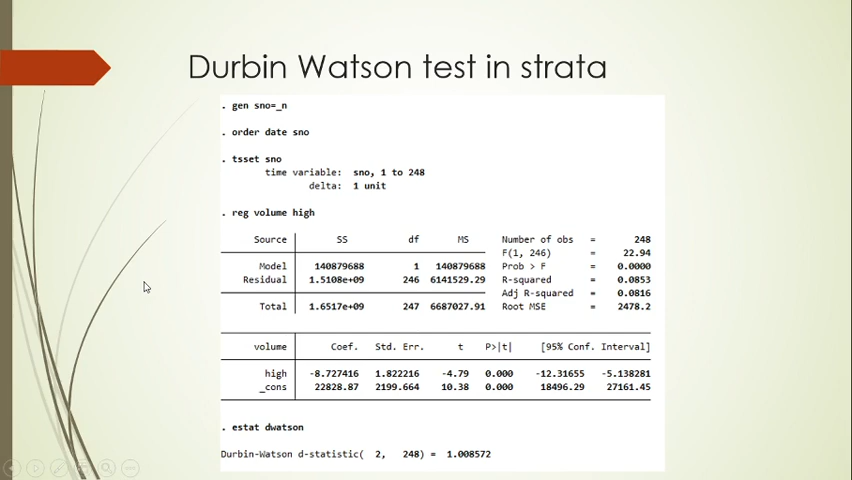 Durbin Watson test in strata
. gen sno=_n
. order date sno
. tsset sno
time variable: sno, 1 to 248
delta: 1 unit
. reg volume high
Source SS df MS Number of obs = 248
F(1, 246) = 22.94
Model 140879688 1 140879688 Prob > F = 0.0000
Residual 1.5108e+09 246 6141529.29 R-squared = 0.0853
Adj R-squared = 0.0816
Total 1.6517e+09 247 6687027.91 Root MSE = 2478.2
volume Coef. Std. Err. t P>|t| [95% Conf. Interval]
high -8.727416 1.822216 -4.79 0.000 -12.31655 -5.138281
_cons 22828.87 2199.664 10.38 0.000 18496.29 27161.45
. estat dwatson
Durbin-Watson d-statistic( 2, 248) = 1.008572